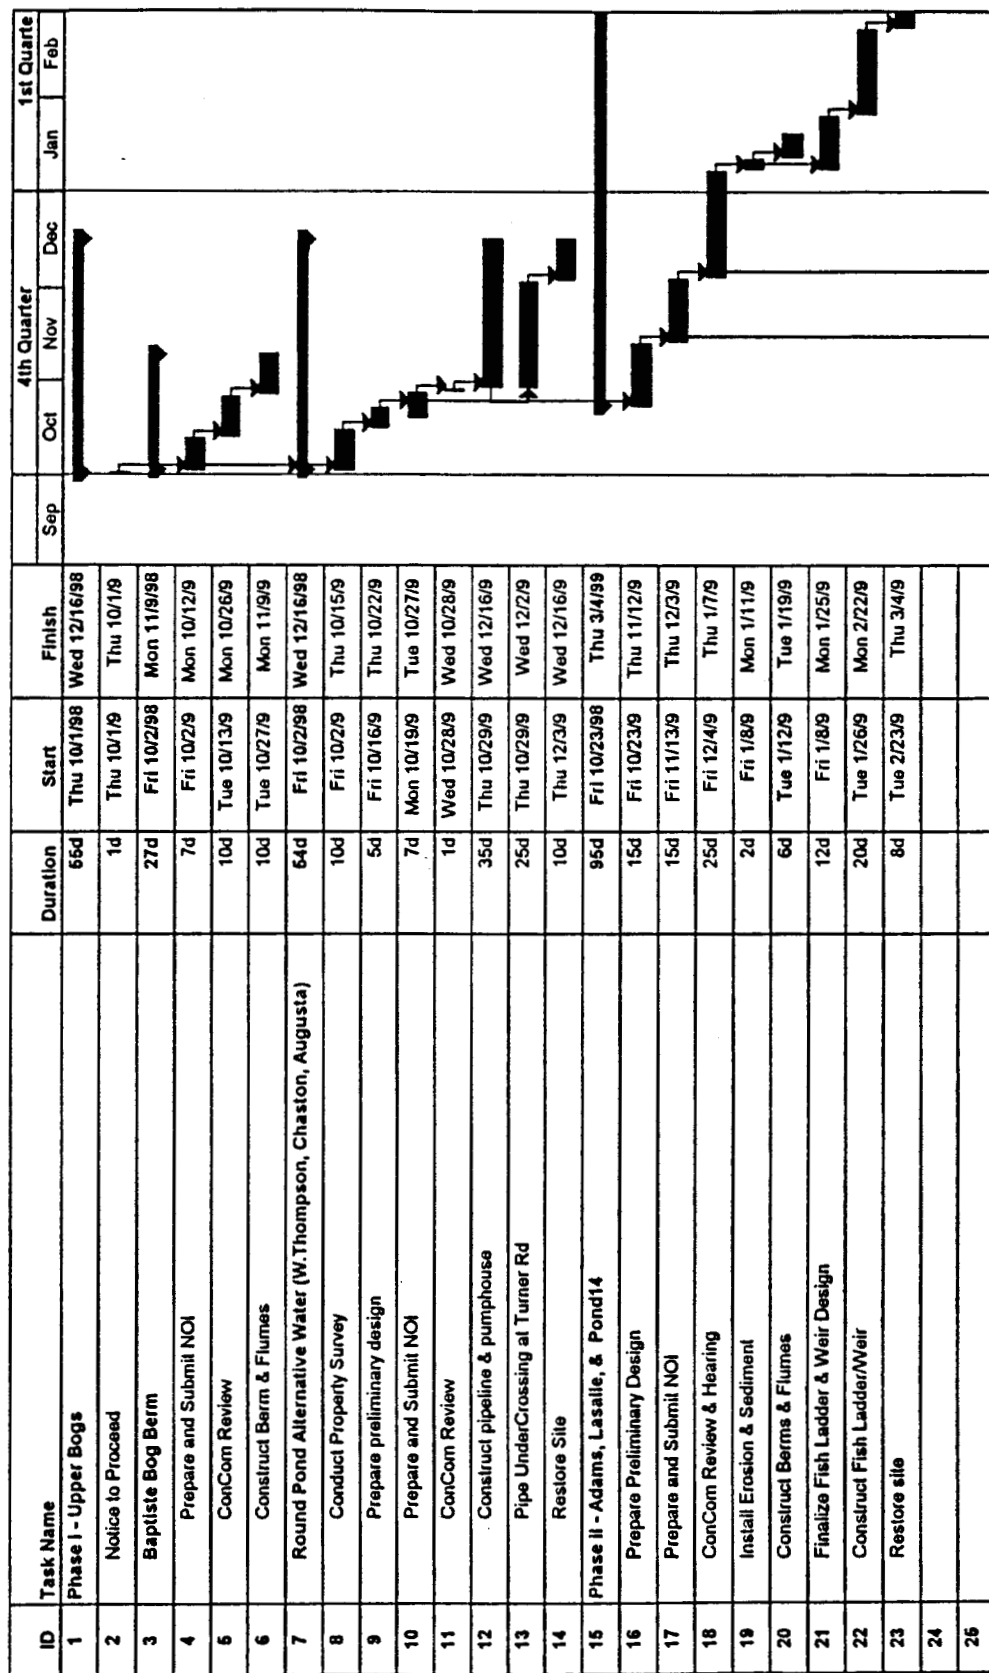 4th Quarter 1st Quarte
ID Task Name Duration Start Finish Sep Oct Nov Dec Jan Feb
1 Phase I - Upper Bogs 55d Thu 10/1/98 Wed 12/16/98
2 Notice to Proceed 1d Thu 10/1/9 Thu 10/1/9
3 Baptiste Bog Berm 27d Fri 10/2/98 Mon 11/9/98
4 Prepare and Submit NOI 7d Fri 10/2/9 Mon 10/12/9
5 ConCom Review 10d Tue 10/13/9 Mon 10/26/9
6 Construct Berm & Flumes 10d Tue 10/27/9 Mon 11/9/9
7 Round Pond Alternative Water (W.Thompson, Chaston, Augusta) 54d Fri 10/2/98 Wed 12/16/98
8 Conduct Property Survey 10d Fri 10/2/9 Thu 10/15/9
9 Prepare preliminary design 5d Fri 10/16/9 Thu 10/22/9
10 Prepare and Submit NOI 7d Mon 10/19/9 Tue 10/27/9
11 ConCom Review 1d Wed 10/28/9 Wed 10/28/9
12 Construct pipeline & pumphouse 35d Thu 10/29/9 Wed 12/16/9
13 Pipe UnderCrossing at Turner Rd 25d Thu 10/29/9 Wed 12/2/9
14 Restore Site 10d Thu 12/3/9 Wed 12/16/9
15 Phase II - Adams, Lasalle, & Pond14 95d Fri 10/23/98 Thu 3/4/99
16 Prepare Preliminary Design 15d Fri 10/23/9 Thu 11/12/9
17 Prepare and Submit NOI 15d Fri 11/13/9 Thu 12/3/9
18 ConCom Review & Hearing 25d Fri 12/4/9 Thu 1/7/9
19 Install Erosion & Sediment 2d Fri 1/8/9 Mon 1/11/9
20 Construct Berms & Flumes 6d Tue 1/12/9 Tue 1/19/9
21 Finalize Fish Ladder & Weir Design 12d Fri 1/8/9 Mon 1/25/9
22 Construct Fish Ladder/Weir 20d Tue 1/26/9 Mon 2/22/9
23 Restore site 8d Tue 2/23/9 Thu 3/4/9
24
25